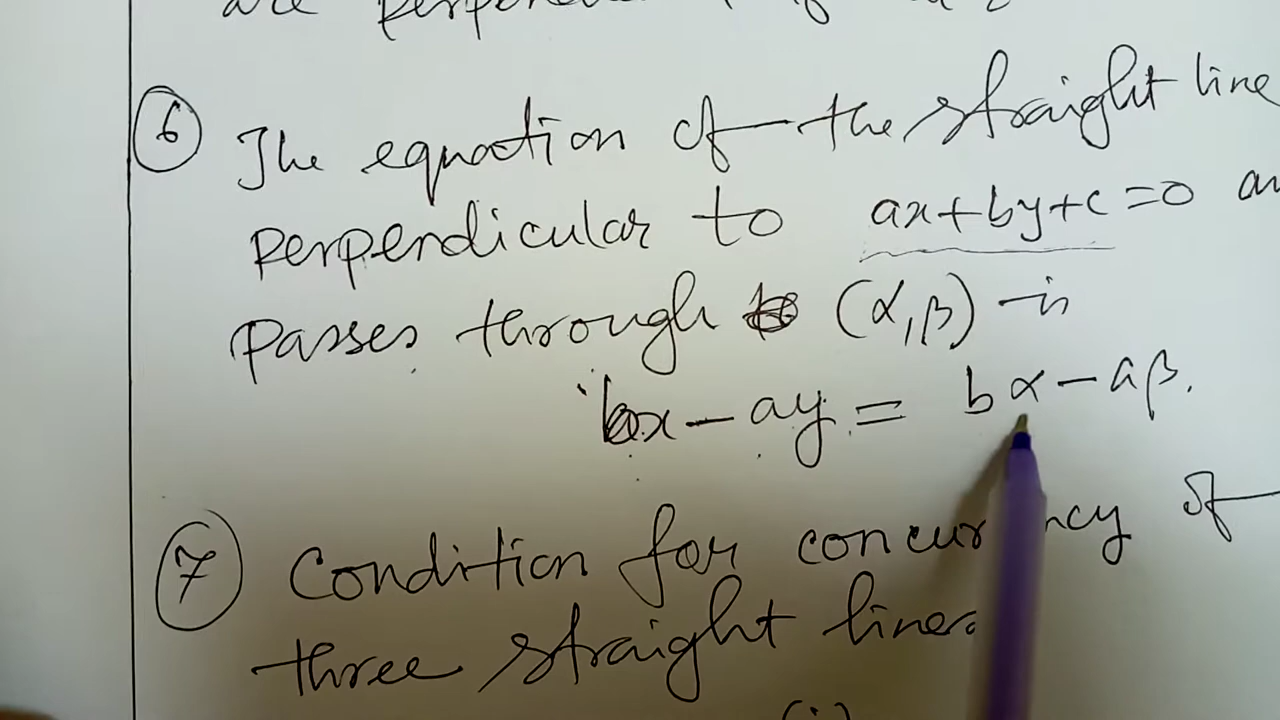 are
⑥ The equation of the straight line
perpendicular to ax+by+c=0
passes through (α,β) is
bx-ay = bα-aβ.
⑦ Condition for concurrency of
three straight lines
(i)